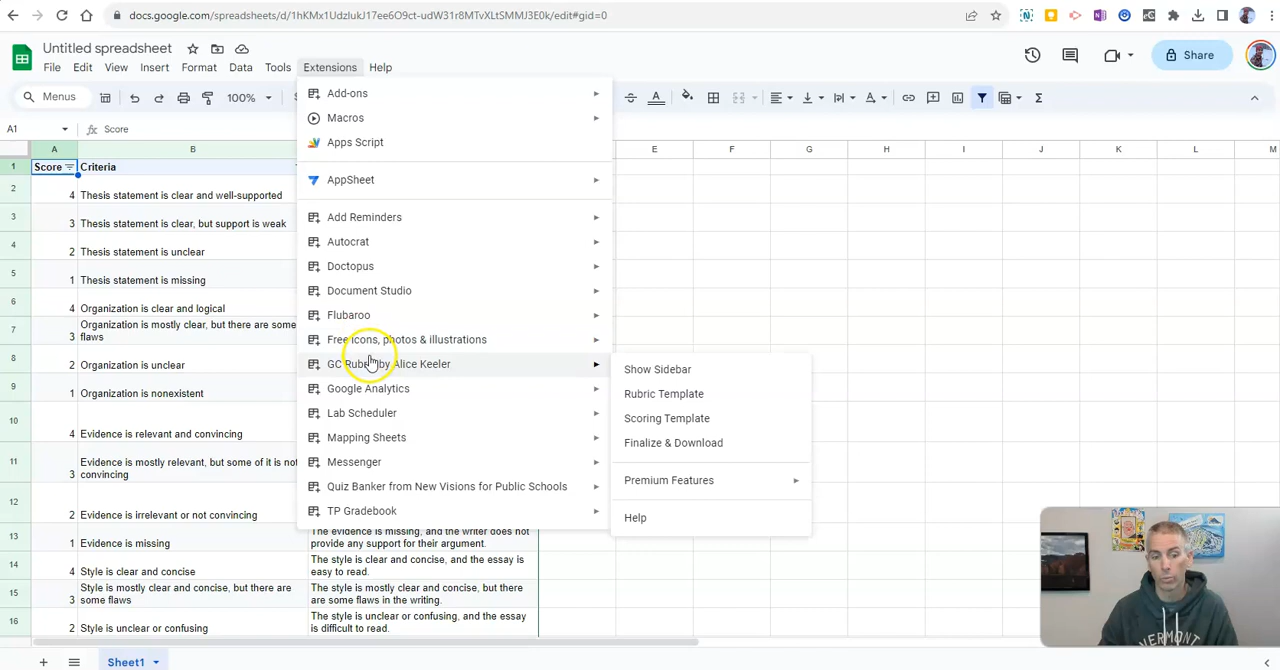 docs.google.com/spreadsheets/d/1hKMx1UdzlukJ17ee6O9ct-udW31r8MTvXLtSMMJ3E0k/edit#gid=0
Untitled spreadsheet
File Edit View Insert Format Data Tools Extensions Help
Share
Menus
100%
A1
Score
A B E F G H I J K L M
1 Score Criteria
2 4 Thesis statement is clear and well-supported
3 3 Thesis statement is clear, but support is weak
4 2 Thesis statement is unclear
5 1 Thesis statement is missing
6 4 Organization is clear and logical
7 3 Organization is mostly clear, but there are some
flaws
8 2 Organization is unclear
9 1 Organization is nonexistent
10 4 Evidence is relevant and convincing
11 3 Evidence is mostly relevant, but some of it is not
convincing
12 2 Evidence is irrelevant or not convincing
13 1 Evidence is missing
The evidence is missing, and the writer does not
provide any support for their argument.
14 4 Style is clear and concise
The style is clear and concise, and the essay is
easy to read.
15 3 Style is mostly clear and concise, but there are
some flaws
The style is mostly clear and concise, but there
are some flaws in the writing.
16 2 Style is unclear or confusing
The style is unclear or confusing, and the essay
is difficult to read.
Add-ons
Macros
Apps Script
AppSheet
Add Reminders
Autocrat
Doctopus
Document Studio
Flubaroo
Free icons, photos & illustrations
GC Rubric by Alice Keeler
Google Analytics
Lab Scheduler
Mapping Sheets
Messenger
Quiz Banker from New Visions for Public Schools
TP Gradebook
Show Sidebar
Rubric Template
Scoring Template
Finalize & Download
Premium Features
Help
VERMONT
Sheet1